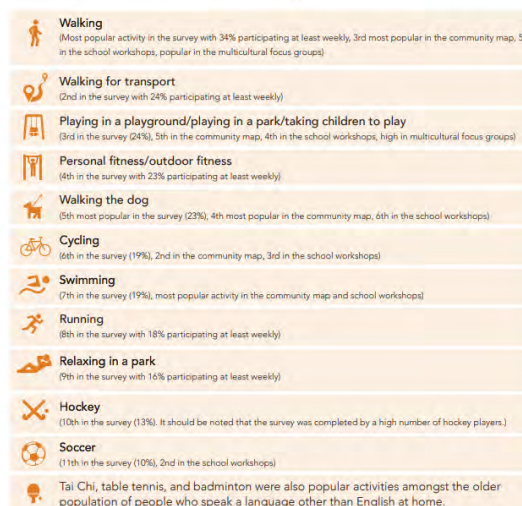 Walking
(Most popular activity in the survey with 34% participating at least weekly, 3rd most popular in the community map, 5
in the school workshops, popular in the multicultural focus groups)
Walking for transport
(2nd in the survey with 24% participating at least weekly)
Playing in a playground/playing in a park/taking children to play
(3rd in the survey (24%), 5th in the community map, 4th in the school workshops, high in multicultural focus groups)
Personal fitness/outdoor fitness
(4th in the survey with 23% participating at least weekly)
Walking the dog
(5th most popular in the survey (23%); 4th most popular in the community map, 6th in the school workshops)
Cycling
(6th in the survey (19%), 2nd in the community map, 3rd in the school workshops)
Swimming
(7th in the survey (19%), most popular activity in the community map and school workshops)
Running
(8th in the survey with 18% participating at least weekly)
Relaxing in a park
(9th in the survey with 16% participating at least weekly)
Hockey
(10th in the survey (13%). It should be noted that the survey was completed by a high number of hockey players.)
Soccer
(11th in the survey (10%), 2nd in the school workshops)
Tai Chi, table tennis, and badminton were also popular activities amongst the older
population of people who speak a language other than English at home.